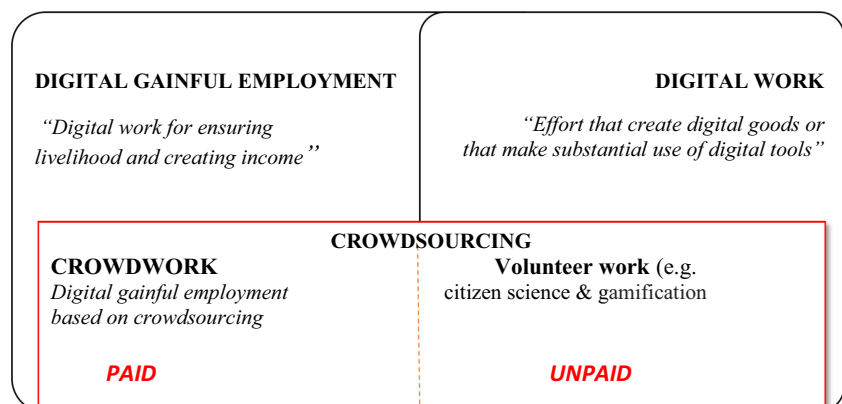 DIGITAL GAINFUL EMPLOYMENT
“Digital work for ensuring
livelihood and creating income”
DIGITAL WORK
“Effort that create digital goods or
that make substantial use of digital tools”
CROWDSOURCING
CROWDWORK
Digital gainful employment
based on crowdsourcing
PAID
Volunteer work (e.g.
citizen science & gamification
UNPAID